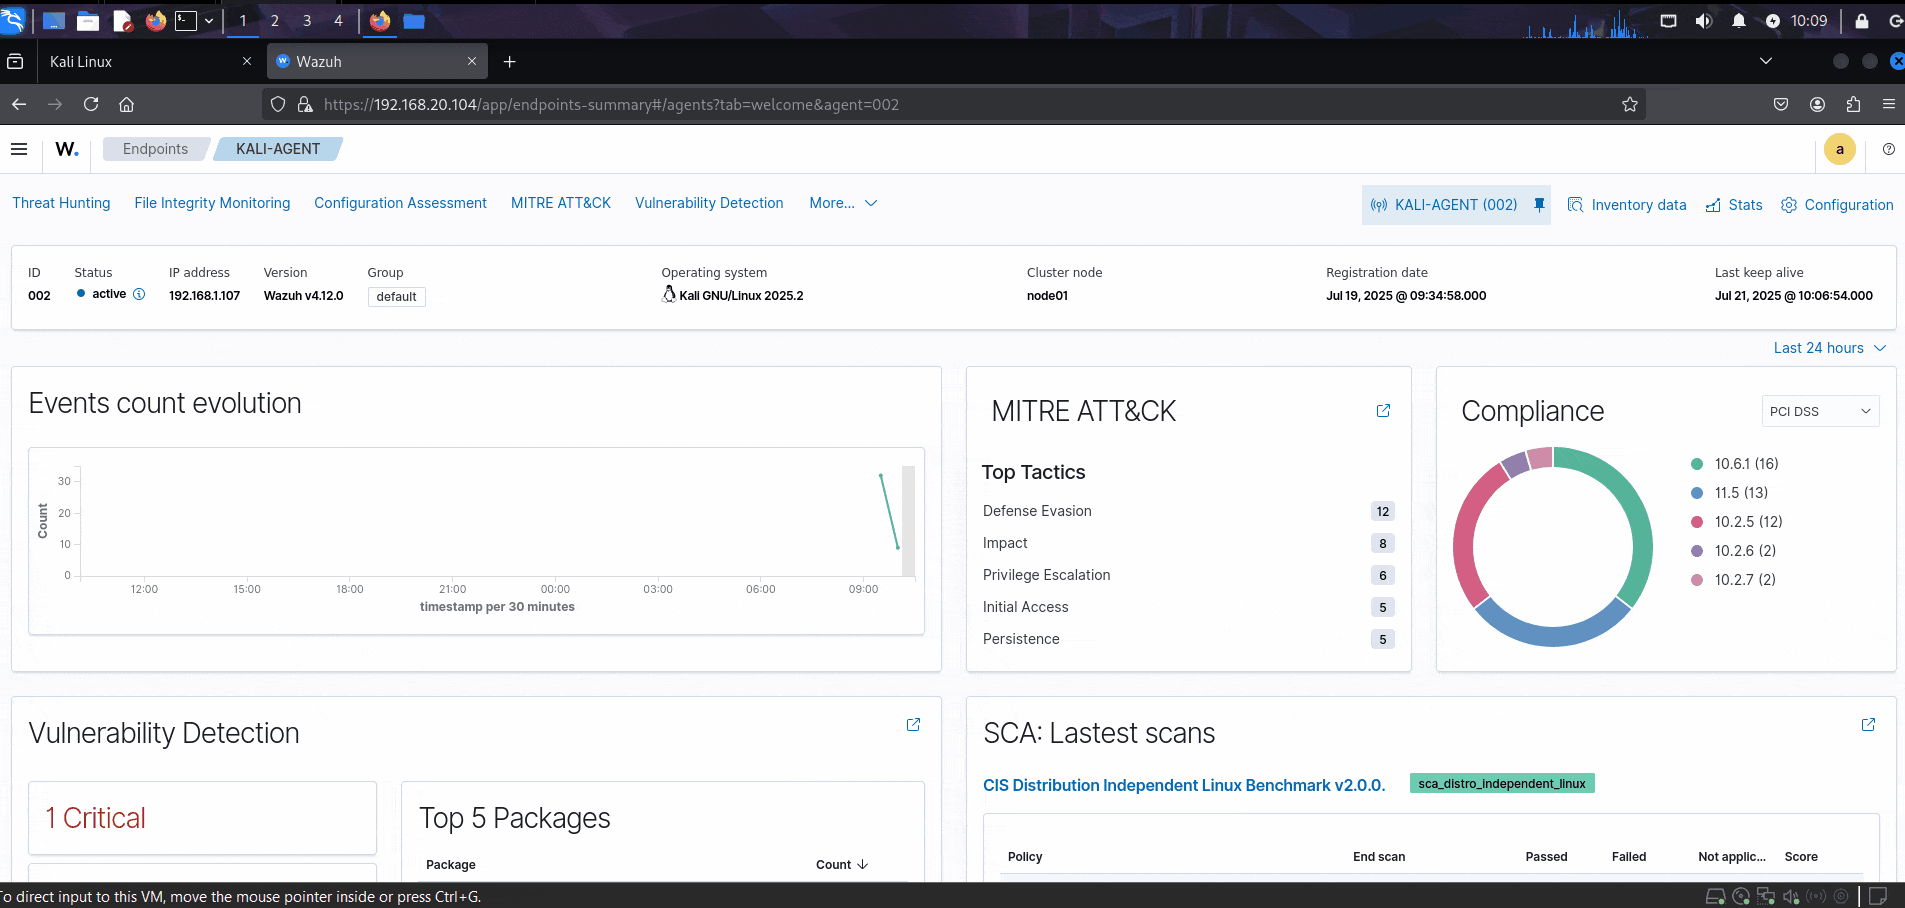 1 2 3 4 10:09
Kali Linux
Wazuh
https://192.168.20.104/app/endpoints-summary#/agents?tab=welcome&agent=002
W. Endpoints KALI-AGENT a
Threat Hunting File Integrity Monitoring Configuration Assessment MITRE ATT&CK Vulnerability Detection More... KALI-AGENT (002) Inventory data Stats Configuration
ID Status IP address Version Group Operating system Cluster node Registration date Last keep alive
002 active 192.168.1.107 Wazuh v4.12.0 default Kali GNU/Linux 2025.2 node01 Jul 19, 2025 @ 09:34:58.000 Jul 21, 2025 @ 10:06:54.000
Last 24 hours
Events count evolution
Count
30
20
10
0
12:00 15:00 18:00 21:00 00:00 03:00 06:00 09:00
timestamp per 30 minutes
MITRE ATT&CK
Top Tactics
Defense Evasion 12
Impact 8
Privilege Escalation 6
Initial Access 5
Persistence 5
Compliance
PCI DSS
10.6.1 (16)
11.5 (13)
10.2.5 (12)
10.2.6 (2)
10.2.7 (2)
Vulnerability Detection
1 Critical
Top 5 Packages
Package Count
SCA: Lastest scans
CIS Distribution Independent Linux Benchmark v2.0.0. sca_distro_independent_linux
Policy End scan Passed Failed Not applic... Score
To direct input to this VM, move the mouse pointer inside or press Ctrl+G.